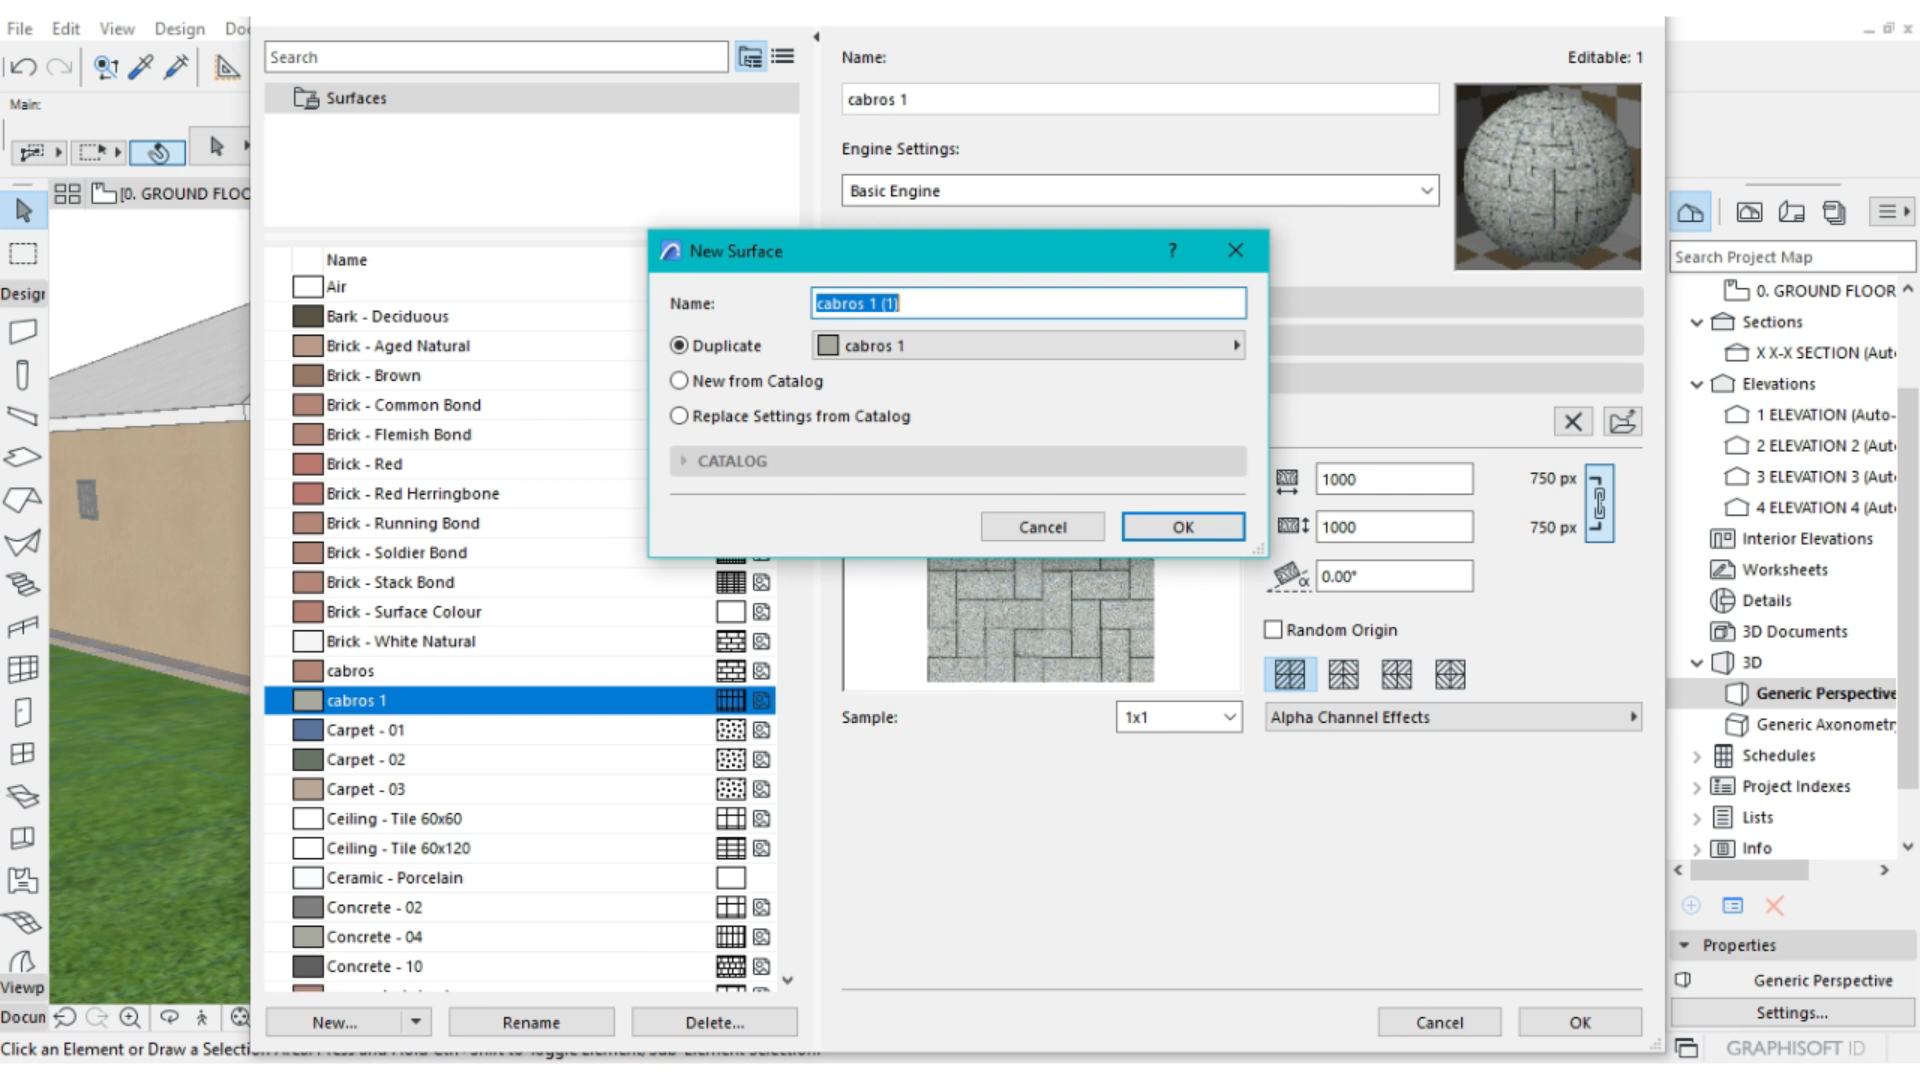 File Edit View Design
Main:
[0. GROUND FLOO
Design
Viewp
Docun
Click an Element or Draw a Selecti
Search
Surfaces
Name
Air
Bark - Deciduous
Brick - Aged Natural
Brick - Brown
Brick - Common Bond
Brick - Flemish Bond
Brick - Red
Brick - Red Herringbone
Brick - Running Bond
Brick - Soldier Bond
Brick - Stack Bond
Brick - Surface Colour
Brick - White Natural
cabros
cabros 1
Carpet - 01
Carpet - 02
Carpet - 03
Ceiling - Tile 60x60
Ceiling - Tile 60x120
Ceramic - Porcelain
Concrete - 02
Concrete - 04
Concrete - 10
New... Rename Delete...
Name: Editable: 1
cabros 1
Engine Settings:
Basic Engine
New Surface ?
Name: cabros 1 (1)
Duplicate cabros 1
New from Catalog
Replace Settings from Catalog
CATALOG
Cancel OK
1000 750 px
1000 750 px
α 0.00°
Random Origin
Sample: 1x1 Alpha Channel Effects
Cancel OK
Search Project Map
0. GROUND FLOOR
Sections
X X-X SECTION (Aut
Elevations
1 ELEVATION (Auto-
2 ELEVATION 2 (Aut
3 ELEVATION 3 (Aut
4 ELEVATION 4 (Aut
Interior Elevations
Worksheets
Details
3D Documents
3D
Generic Perspective
Generic Axonometr
Schedules
Project Indexes
Lists
Info
Properties
Generic Perspective
Settings...
GRAPHISOFT ID